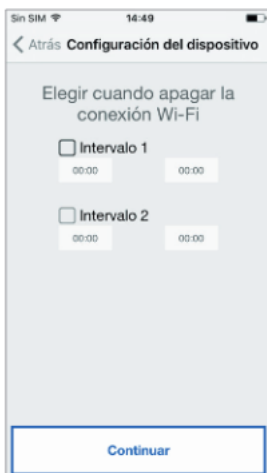 Sin SIM 14:49
Atrás Configuración del dispositivo
Elegir cuando apagar la
conexión Wi-Fi
Intervalo 1
00:00 00:00
Intervalo 2
00:00 00:00
Continuar